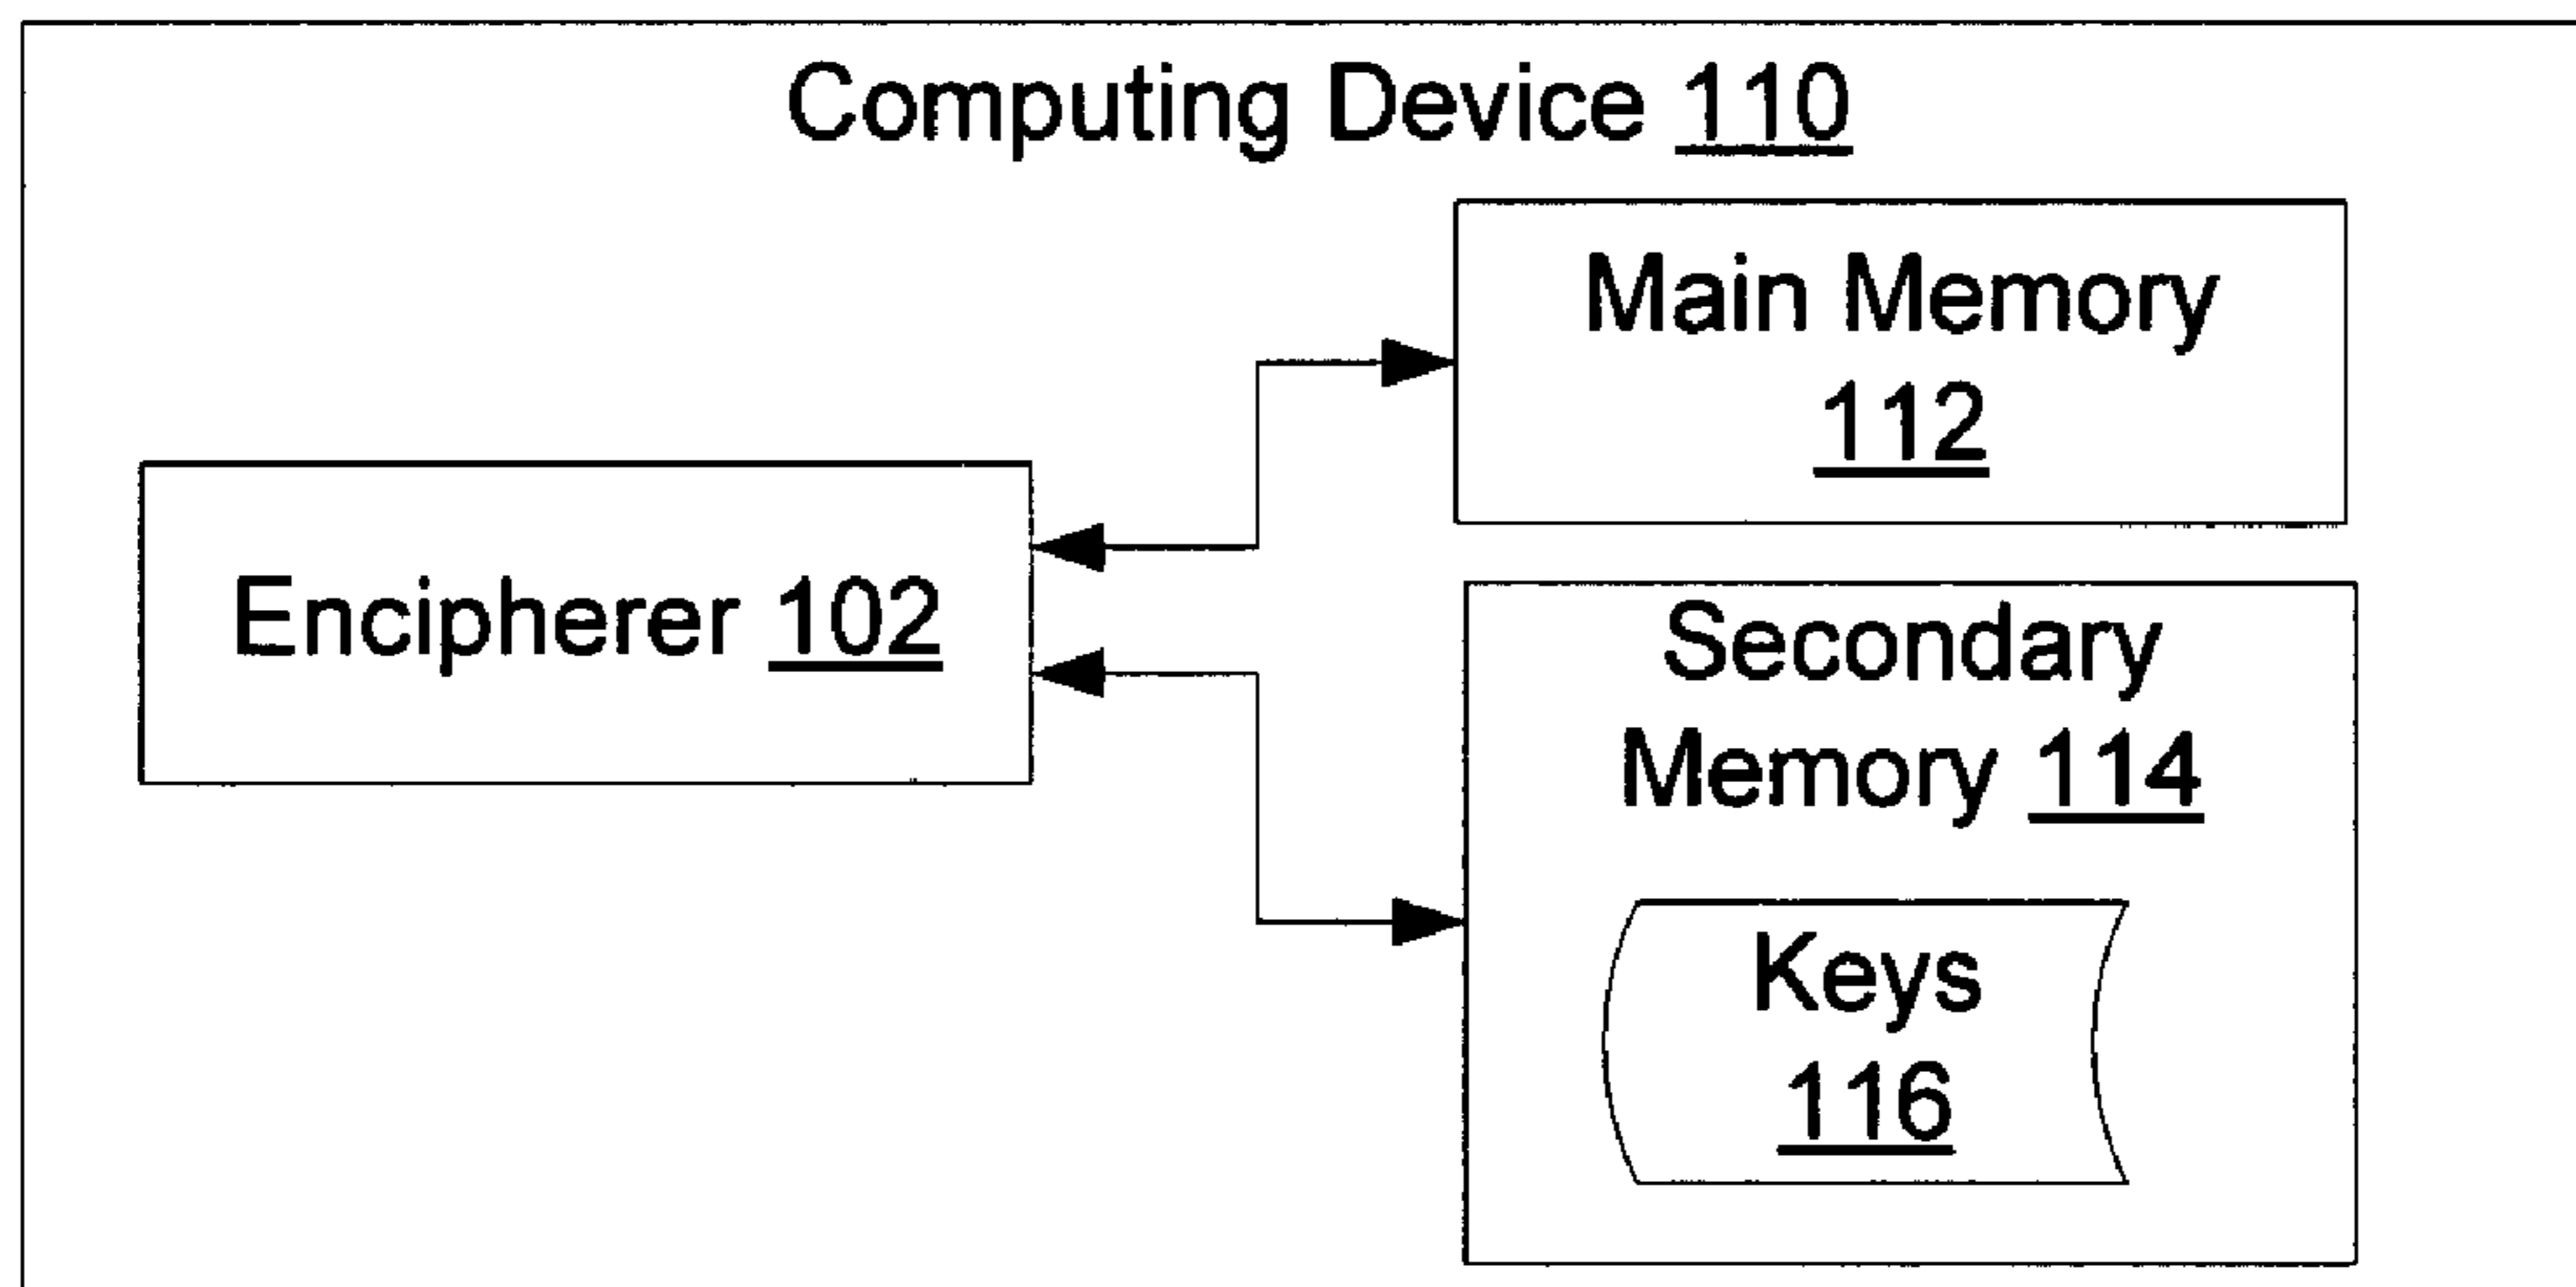 Computing Device 110
Main Memory
112
Encipherer 102
Secondary
Memory 114
Keys
116